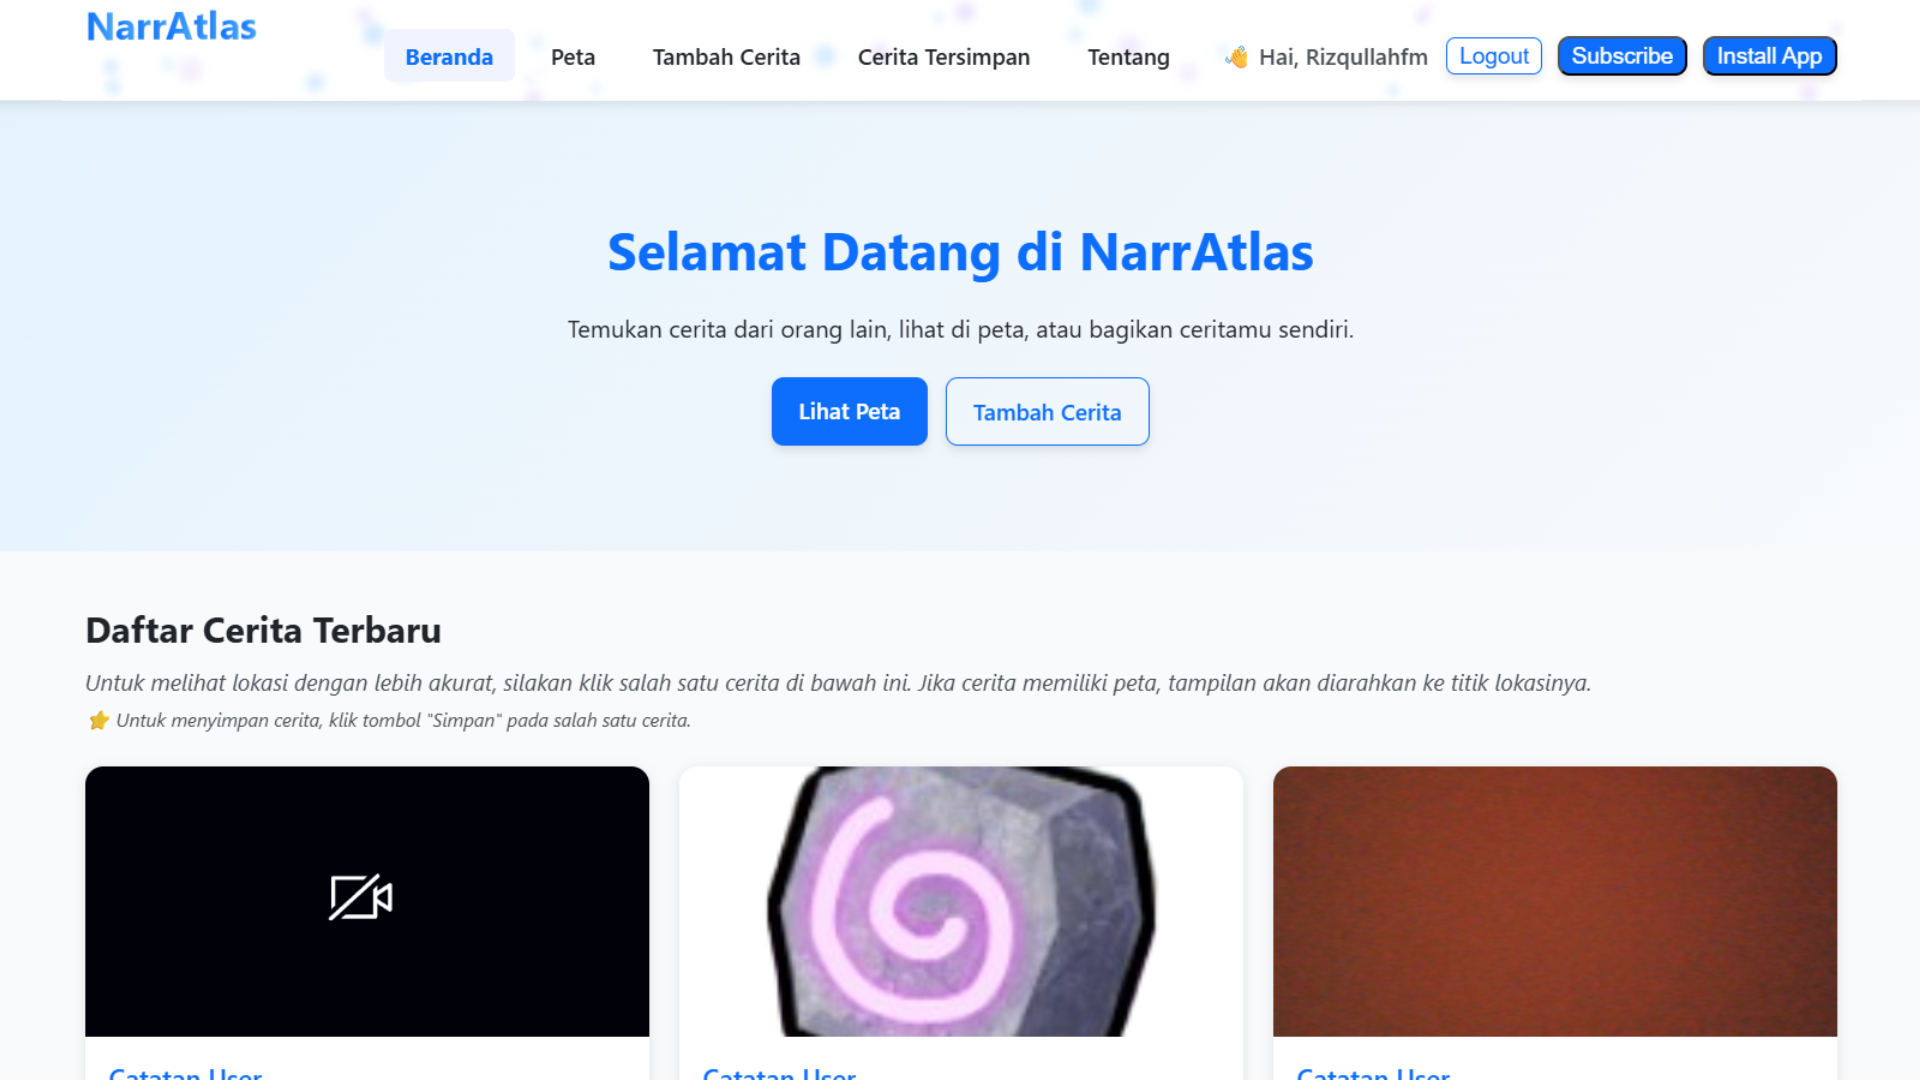 NarrAtlas
Beranda Peta Tambah Cerita Cerita Tersimpan Tentang 👋 Hai, Rizqullahfm Logout Subscribe Install App
Selamat Datang di NarrAtlas
Temukan cerita dari orang lain, lihat di peta, atau bagikan ceritamu sendiri.
Lihat Peta Tambah Cerita
Daftar Cerita Terbaru
Untuk melihat lokasi dengan lebih akurat, silakan klik salah satu cerita di bawah ini. Jika cerita memiliki peta, tampilan akan diarahkan ke titik lokasinya.
⭐ Untuk menyimpan cerita, klik tombol "Simpan" pada salah satu cerita.
Catatan User Catatan User Catatan User